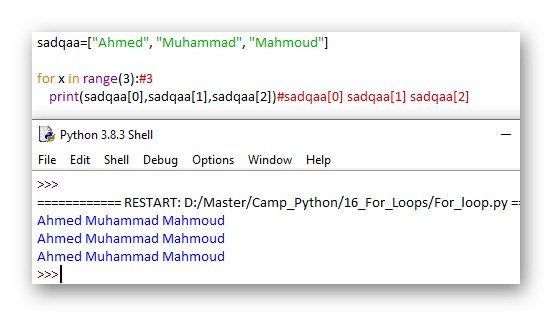 sadqaa=["Ahmed", "Muhammad", "Mahmoud"]
for x in range(3):#3
print(sadqaa[0],sadqaa[1],sadqaa[2])#sadqaa[0] sadqaa[1] sadqaa[2]
Python 3.8.3 Shell
File Edit Shell Debug Options Window Help
>>>
============ RESTART: D:/Master/Camp_Python/16_For_Loops/For_loop.py ==
Ahmed Muhammad Mahmoud
Ahmed Muhammad Mahmoud
Ahmed Muhammad Mahmoud
>>>